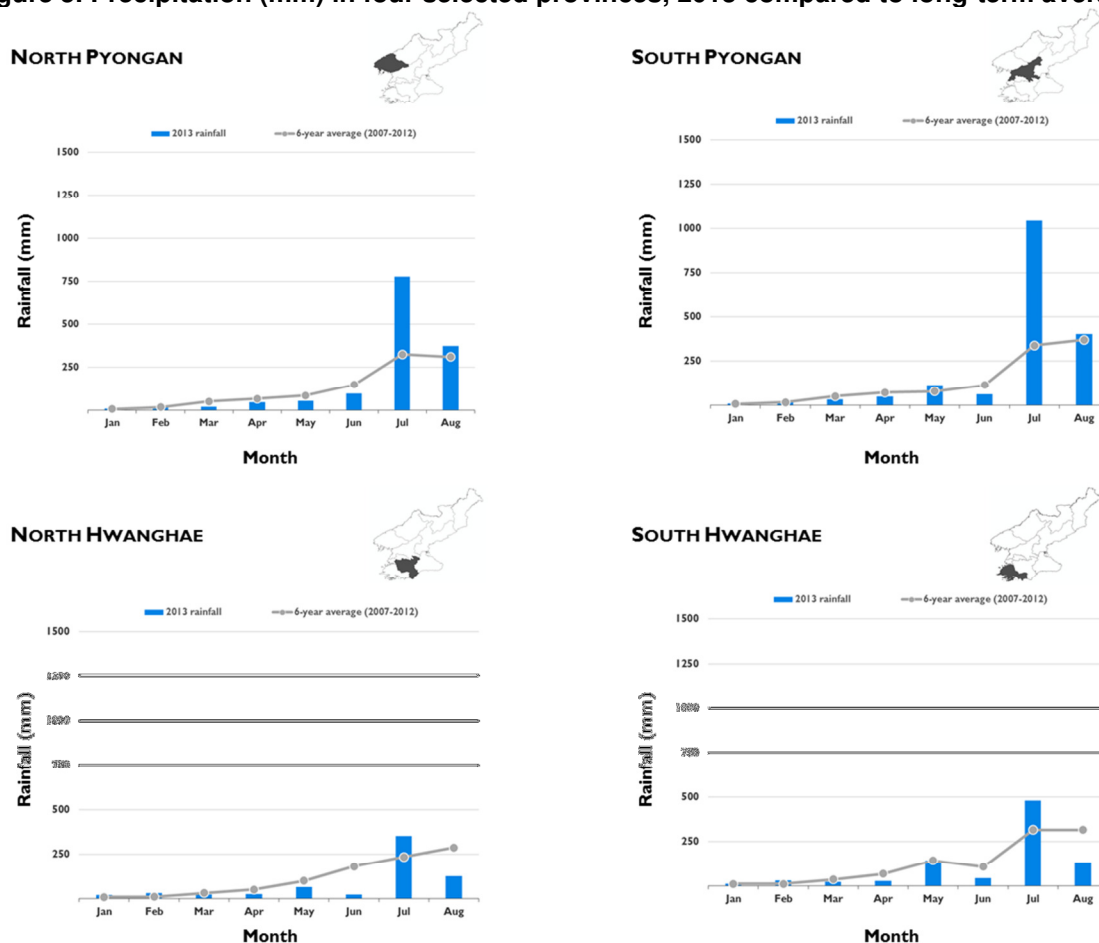 Precipitation (mm) in four selected provinces, 2013 compared to long-term
NORTH PYONGAN
2013 rainfall
6-year average (2007-2012)
Rainfall (mm)
1500
1250
1000
750
500
250
Jan Feb Mar Apr May Jun Jul Aug
Month
SOUTH PYONGAN
2013 rainfall
6-year average (2007-2012)
Rainfall (mm)
1500
1250
1000
750
500
250
Jan Feb Mar Apr May Jun Jul Aug
Month
NORTH HWANGHAE
2013 rainfall
6-year average (2007-2012)
Rainfall (mm)
1500
500
250
Jan Feb Mar Apr May Jun Jul Aug
Month
SOUTH HWANGHAE
2013 rainfall
6-year average (2007-2012)
Rainfall (mm)
1500
1250
500
250
Jan Feb Mar Apr May Jun Jul Aug
Month